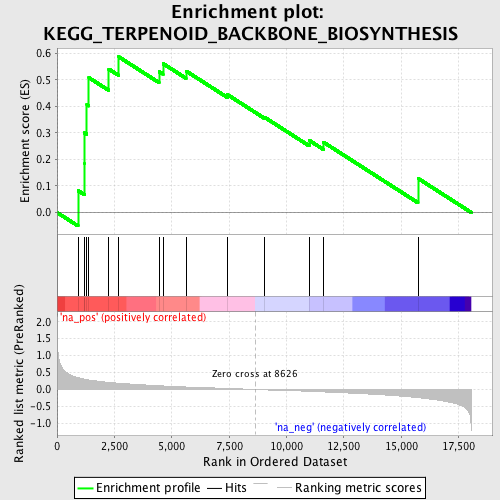 Enrichment plot:
KEGG_TERPENOID_BACKBONE_BIOSYNTHESIS
Enrichment score (ES)
0.6
0.5
0.4
0.3
0.2
0.1
0.0
'na_pos' (positively correlated)
Ranked list metric (PreRanked)
2.0
1.5
1.0
0.5
0.0
-0.5
-1.0
Zero cross at 8626
'na_neg' (negatively correlated)
0 2,500 5,000 7,500 10,000 12,500 15,000 17,500
Rank in Ordered Dataset
Enrichment profile Hits Ranking metric scores